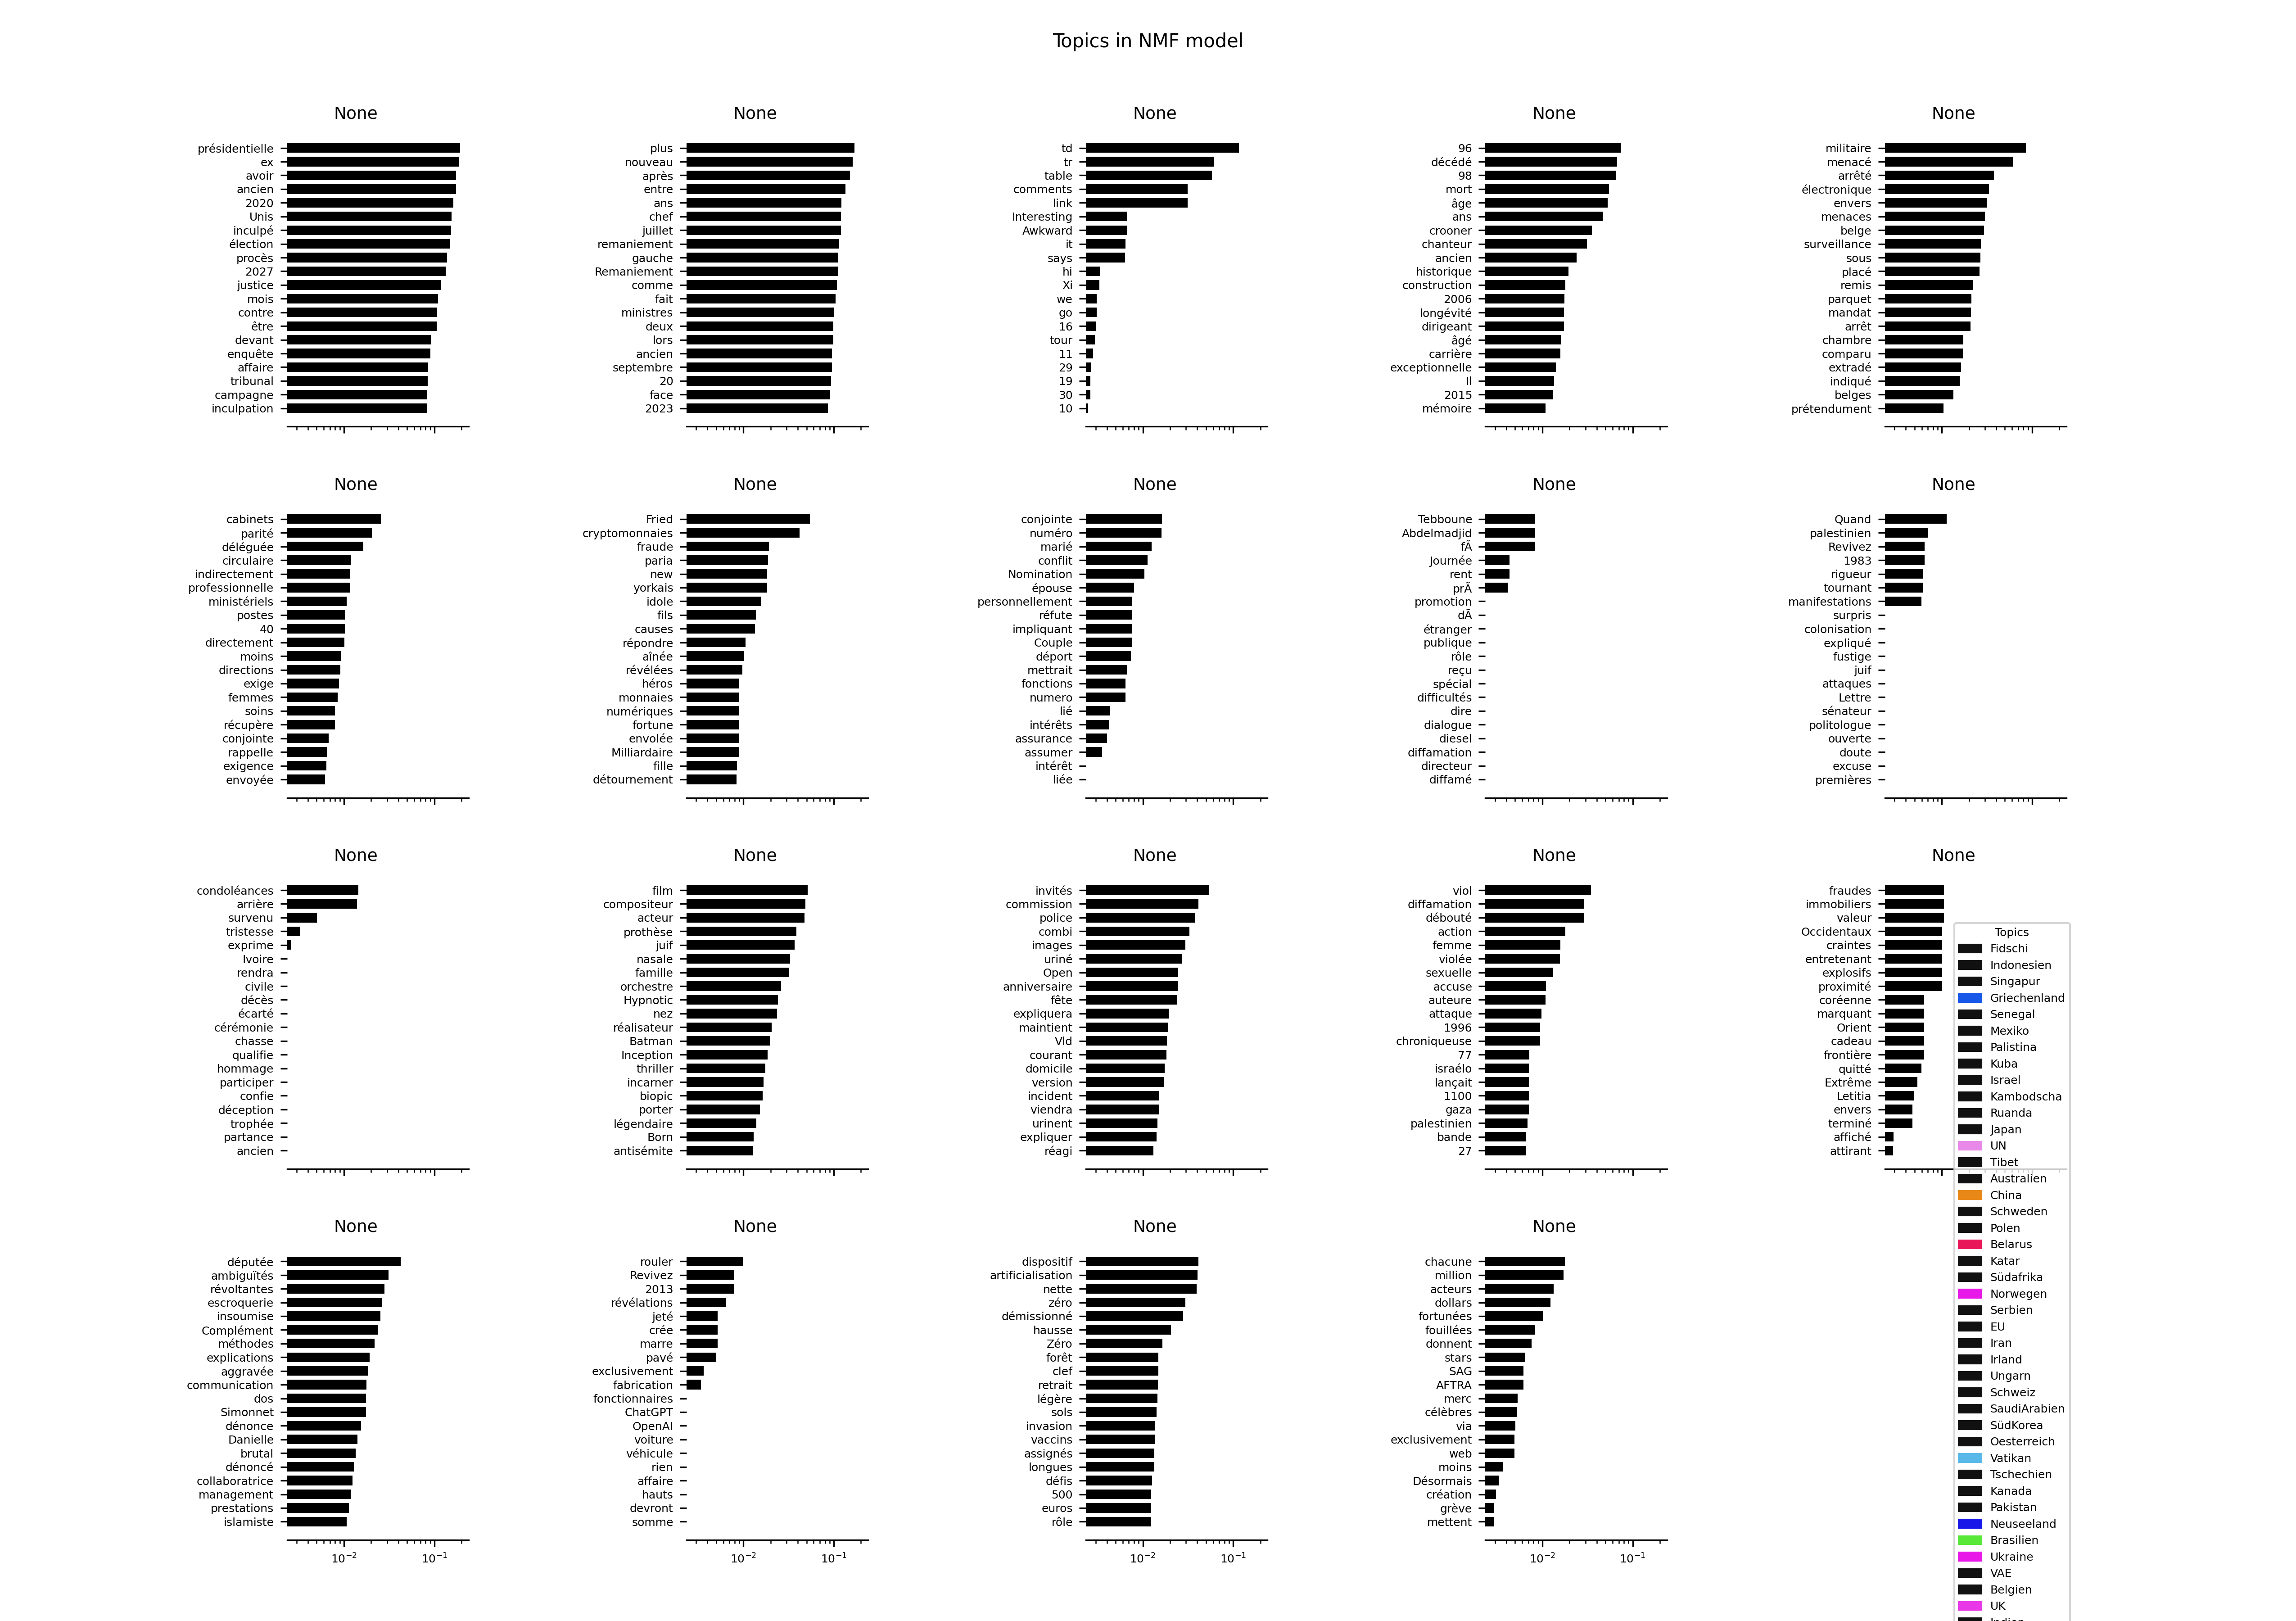 Topics in NMF model
None
présidentielle
ex
avoir
ancien
2020
Unis
inculpé
élection
procès
2027
justice
mois
contre
être
devant
enquête
affaire
tribunal
campagne
inculpation
None
plus
nouveau
après
entre
ans
chef
juillet
remaniement
gauche
Remaniement
comme
fait
ministres
deux
lors
ancien
septembre
20
face
2023
None
td
tr
table
comments
link
Interesting
Awkward
it
says
hi
Xi
we
go
16
tour
11
29
19
30
10
None
96
décédé
98
mort
âge
ans
crooner
chanteur
ancien
historique
construction
2006
longévité
dirigeant
âgé
carrière
exceptionnelle
Il
2015
mémoire
None
militaire
menacé
arrêté
électronique
envers
menaces
belge
surveillance
sous
placé
remis
parquet
mandat
arrêt
chambre
comparu
extradé
indiqué
belges
prétendument
None
cabinets
parité
déléguée
circulaire
indirectement
professionnelle
ministériels
postes
40
directement
moins
directions
exige
femmes
soins
récupère
conjointe
rappelle
exigence
envoyée
None
Fried
cryptomonnaies
fraude
paria
new
yorkais
idole
fils
causes
répondre
aînée
révélées
héros
monnaies
numériques
fortune
envolée
Milliardaire
fille
détournement
None
conjointe
numéro
marié
conflit
Nomination
épouse
personnellement
réfute
impliquant
Couple
déport
mettrait
fonctions
numero
lié
intérêts
assurance
assumer
intérêt
liée
None
Tebboune
Abdelmadjid
fÃ
Journée
rent
prÃ
promotion
dÃ
étranger
publique
rôle
reçu
spécial
difficultés
dire
dialogue
diesel
diffamation
directeur
diffamé
None
Quand
palestinien
Revivez
1983
rigueur
tournant
manifestations
surpris
colonisation
expliqué
fustige
juif
attaques
Lettre
sénateur
politologue
ouverte
doute
excuse
premières
None
condoléances
arrière
survenu
tristesse
exprime
Ivoire
rendra
civile
décès
écarté
cérémonie
chasse
qualifie
hommage
participer
confie
déception
trophée
partance
ancien
None
film
compositeur
acteur
prothèse
juif
nasale
famille
orchestre
Hypnotic
nez
réalisateur
Batman
Inception
thriller
incarner
biopic
porter
légendaire
Born
antisémite
None
invités
commission
police
combi
images
uriné
Open
anniversaire
fête
expliquera
maintient
Vld
courant
domicile
version
incident
viendra
urinent
expliquer
réagi
None
viol
diffamation
débouté
action
femme
violée
sexuelle
accuse
auteure
attaque
1996
chroniqueuse
77
israélo
lançait
1100
gaza
palestinien
bande
27
None
fraudes
immobiliers
valeur
Occidentaux
craintes
entretenant
explosifs
proximité
coréenne
marquant
Orient
cadeau
frontière
quitté
Extrême
Letitia
envers
terminé
affiché
attirant
None
députée
ambiguïtés
révoltantes
escroquerie
insoumise
Complément
méthodes
explications
aggravée
communication
dos
Simonnet
dénonce
Danielle
brutal
dénoncé
collaboratrice
management
prestations
islamiste
10⁻²
10⁻¹
None
rouler
Revivez
2013
révélations
jeté
crée
marre
pavé
exclusivement
fabrication
fonctionnaires
ChatGPT
OpenAI
voiture
véhicule
rien
affaire
hauts
devront
somme
10⁻²
10⁻¹
None
dispositif
artificialisation
nette
zéro
démissionné
hausse
Zéro
forêt
clef
retrait
légère
sols
invasion
vaccins
assignés
longues
défis
500
euros
rôle
10⁻²
10⁻¹
None
chacune
million
acteurs
dollars
fortunées
fouillées
donnent
stars
SAG
AFTRA
merc
célèbres
via
exclusivement
web
moins
Désormais
création
grève
mettent
10⁻²
10⁻¹
Topics
Fidschi
Indonesien
Singapur
Griechenland
Senegal
Mexiko
Palistina
Kuba
Israel
Kambodscha
Ruanda
Japan
UN
Tibet
Australien
China
Schweden
Polen
Belarus
Katar
Südafrika
Norwegen
Serbien
EU
Iran
Irland
Ungarn
Schweiz
SaudiArabien
SüdKorea
Oesterreich
Vatikan
Tschechien
Kanada
Pakistan
Neuseeland
Brasilien
Ukraine
VAE
Belgien
UK